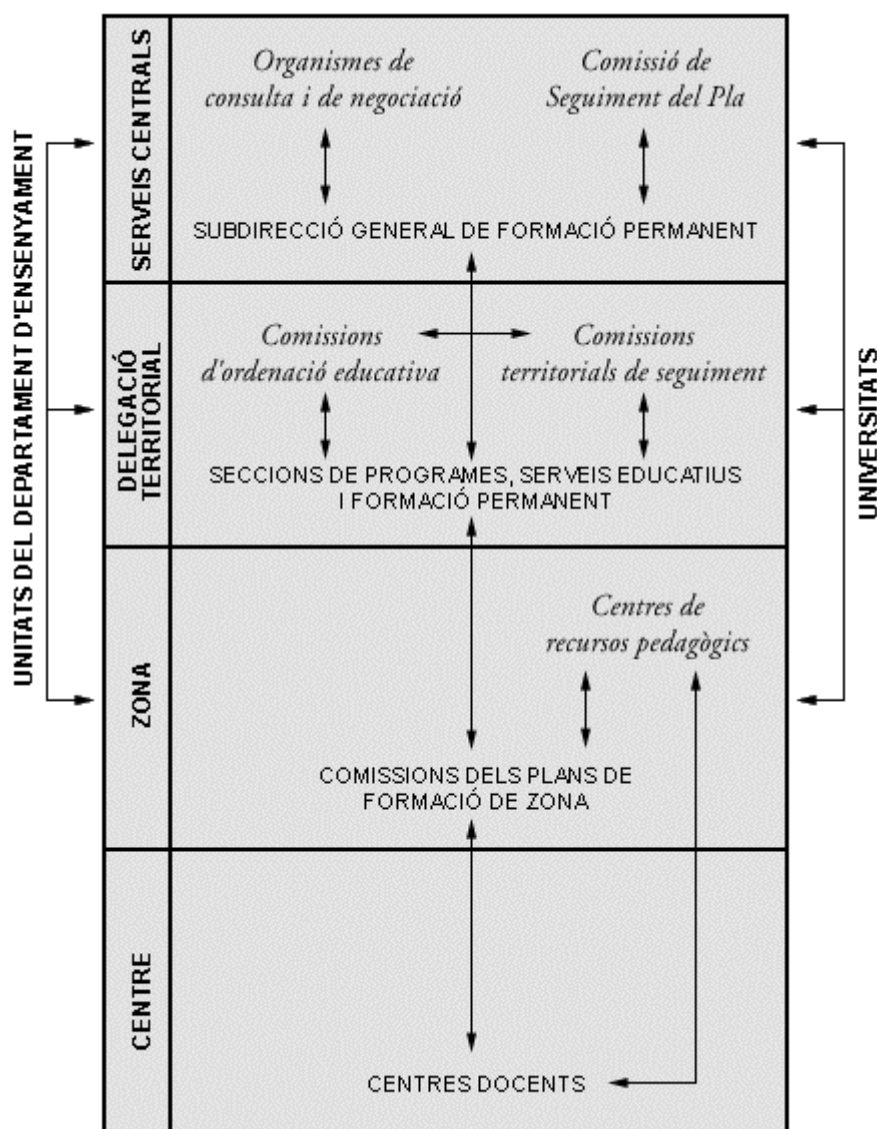 UNITATS DEL DEPARTAMENT D'ENSENYAMENT
SERVEIS CENTRALS
Organismes de
consulta i de negociació
Comissió de
Seguiment del Pla
SUBDIRECCIÓ GENERAL DE FORMACIÓ PERMANENT
DELEGACIÓ
TERRITORIAL
Comissions
d'ordenació educativa
Comissions
territorials de seguiment
SECCIONS DE PROGRAMES, SERVEIS EDUCATIUS
I FORMACIÓ PERMANENT
ZONA
Centres de
recursos pedagògics
COMISSIONS DELS PLANS DE
FORMACIÓ DE ZONA
CENTRE
CENTRES DOCENTS
UNIVERSITATS